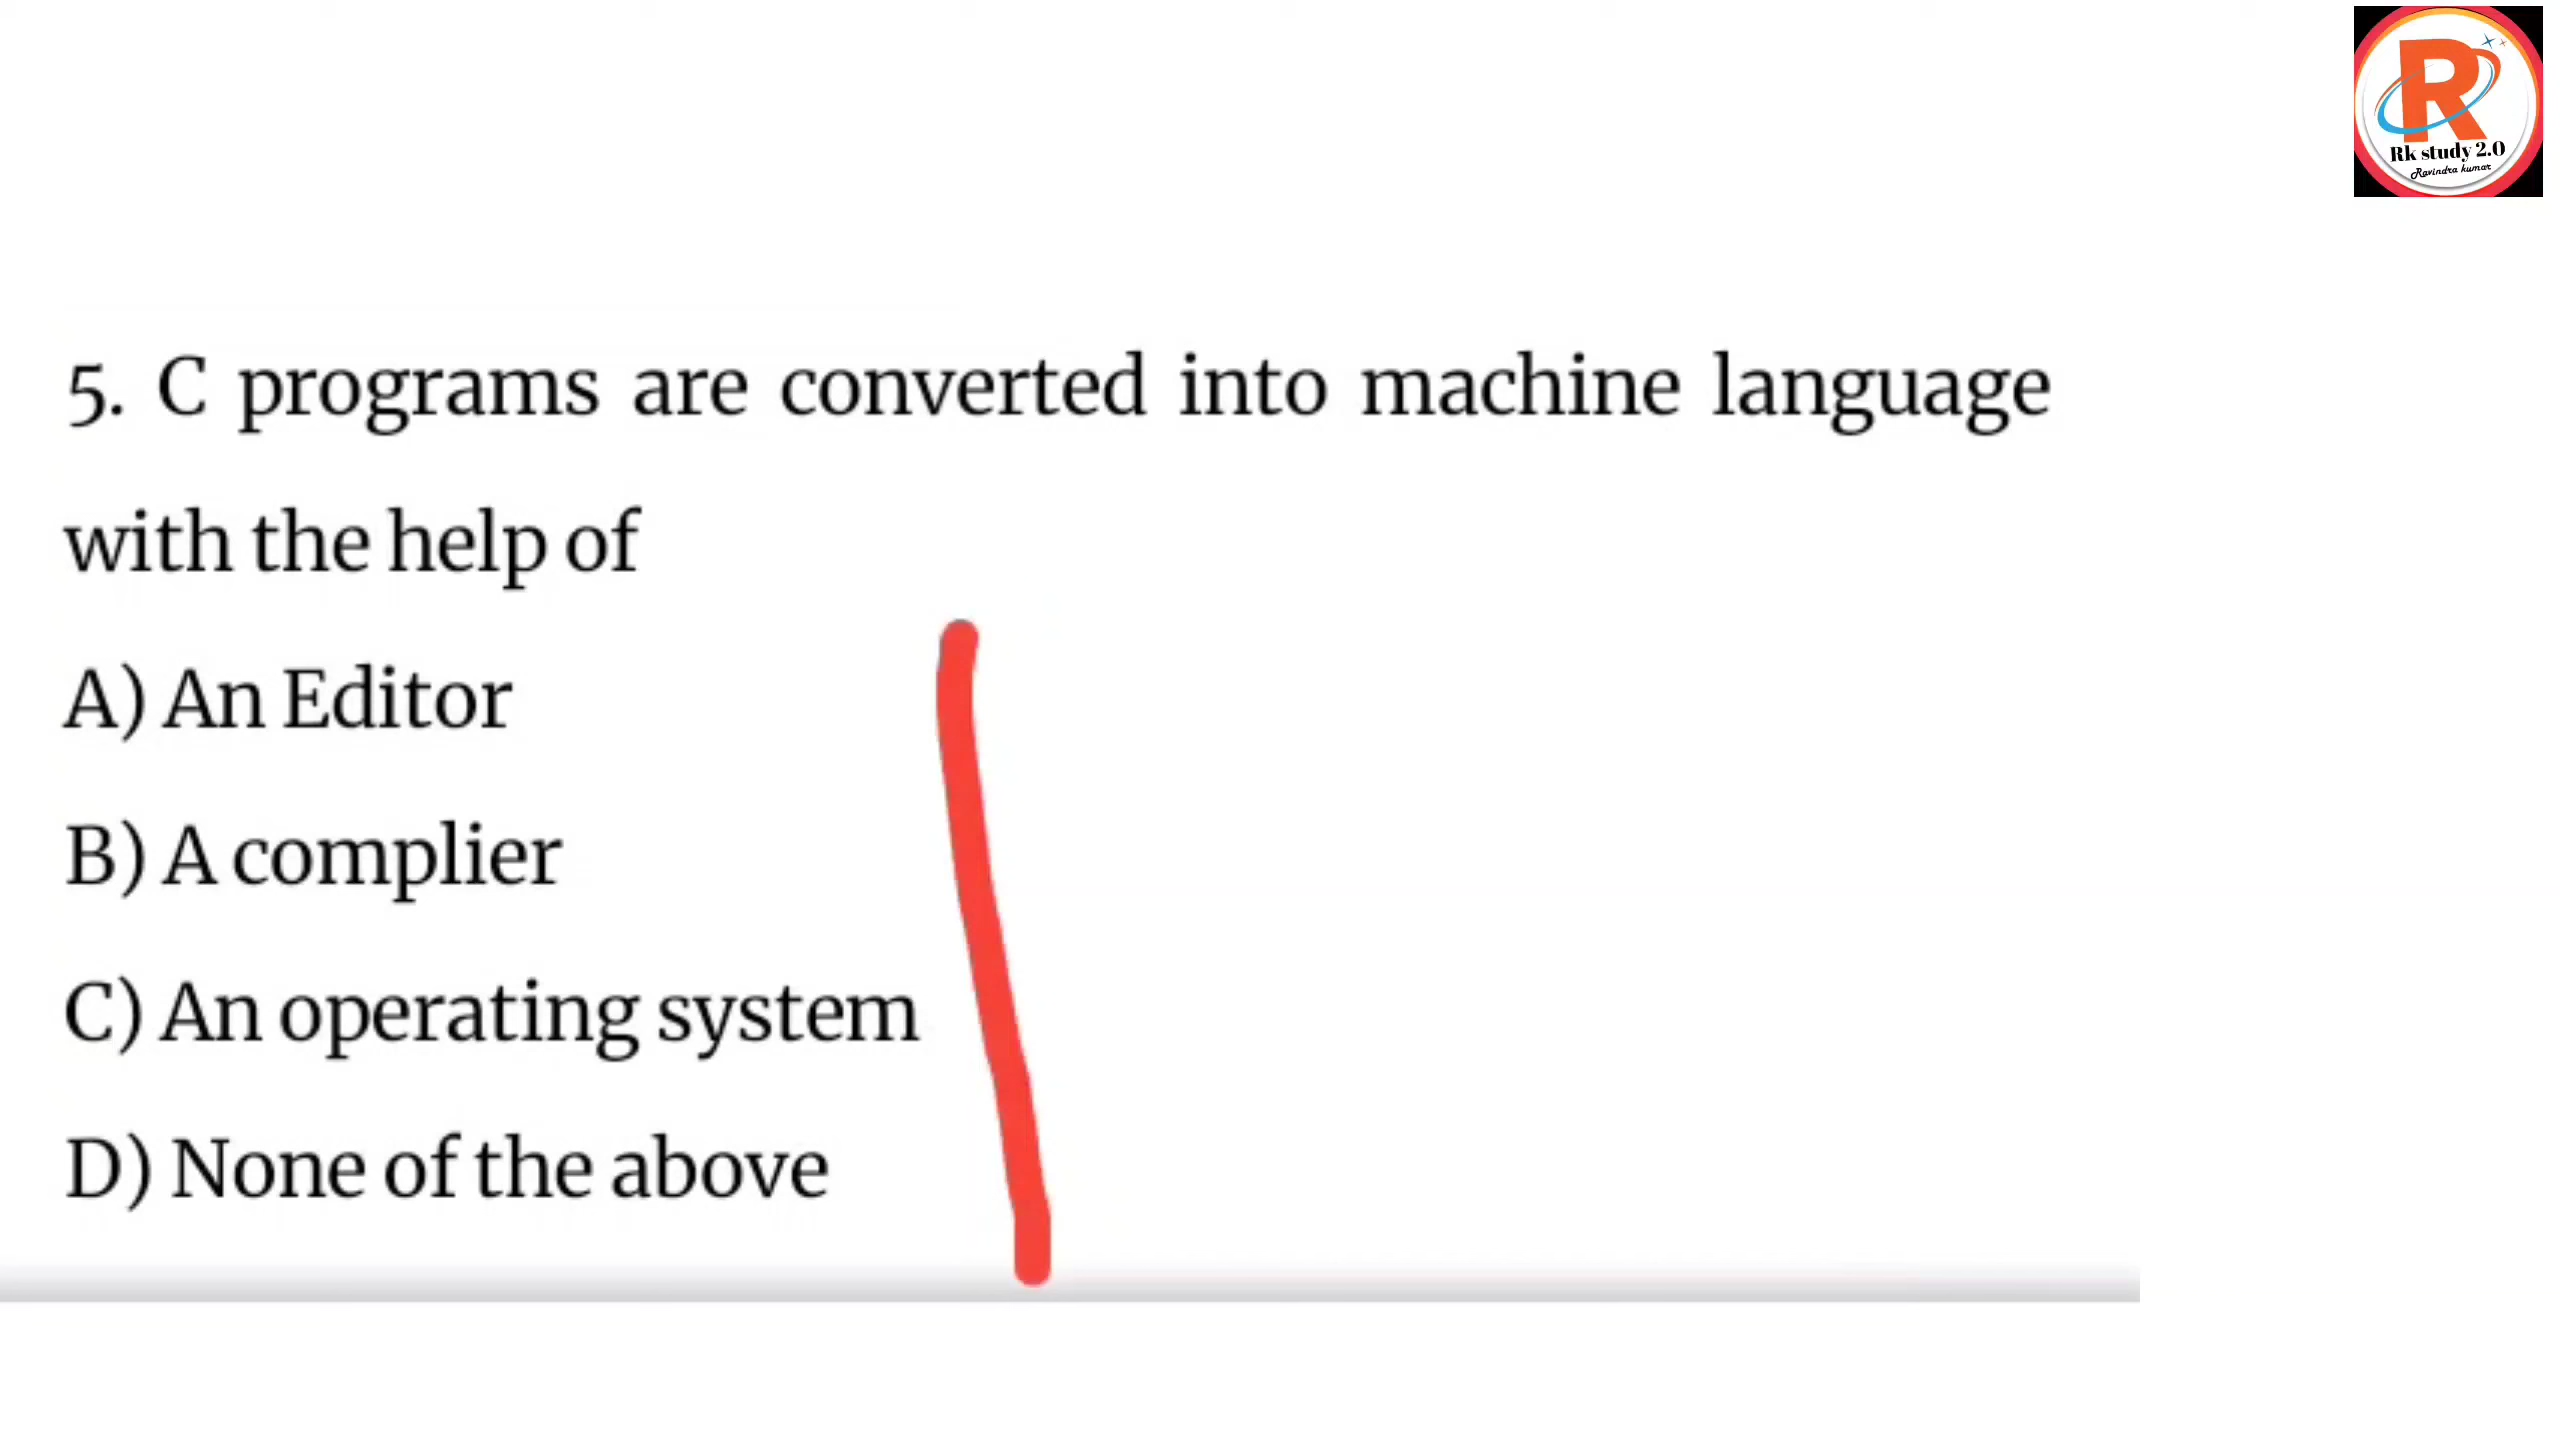 R
Rk study 2.0
Ravindra kumar
5. C programs are converted into machine language
with the help of
A) An Editor
B) A complier
C) An operating system
D) None of the above